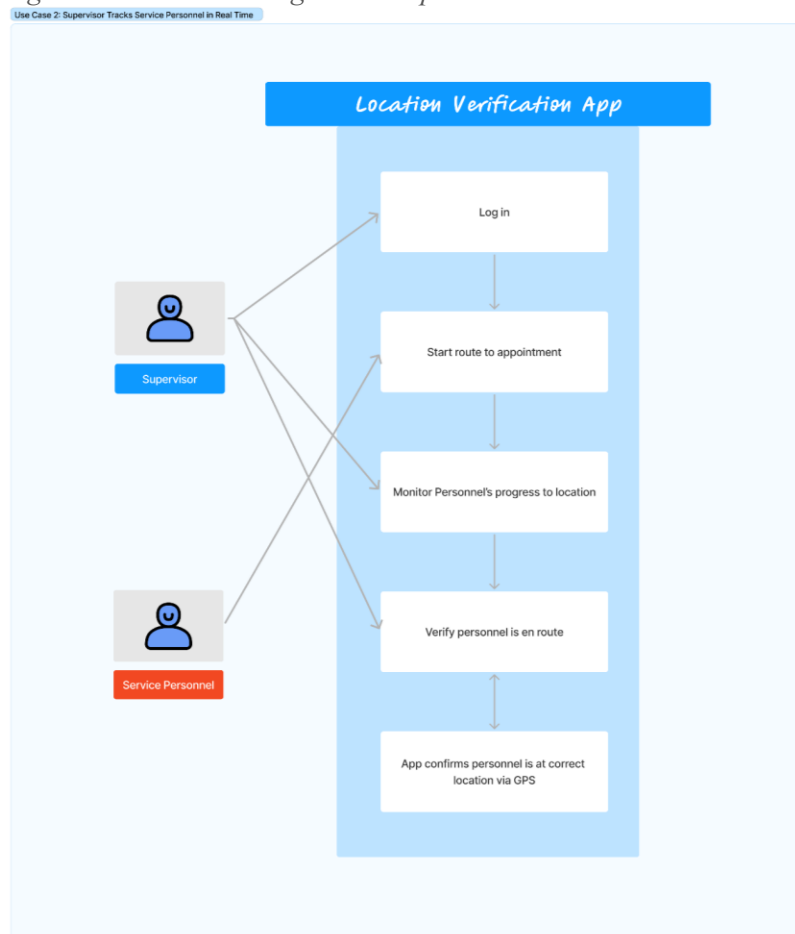 Use Case 2: Supervisor Tracks Service Personnel in Real Time
Location Verification App
Log in
Start route to appointment
Supervisor
Monitor Personnel's progress to location
Verify personnel is en route
Service Personnel
App confirms personnel is at correct
location via GPS